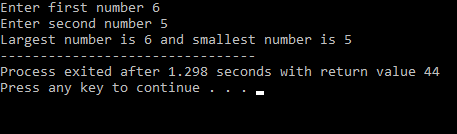 Enter first number 6
Enter second number 5
Largest number is 6 and smallest number is 5
--------------------------------
Process exited after 1.298 seconds with return value 44
Press any key to continue . . .